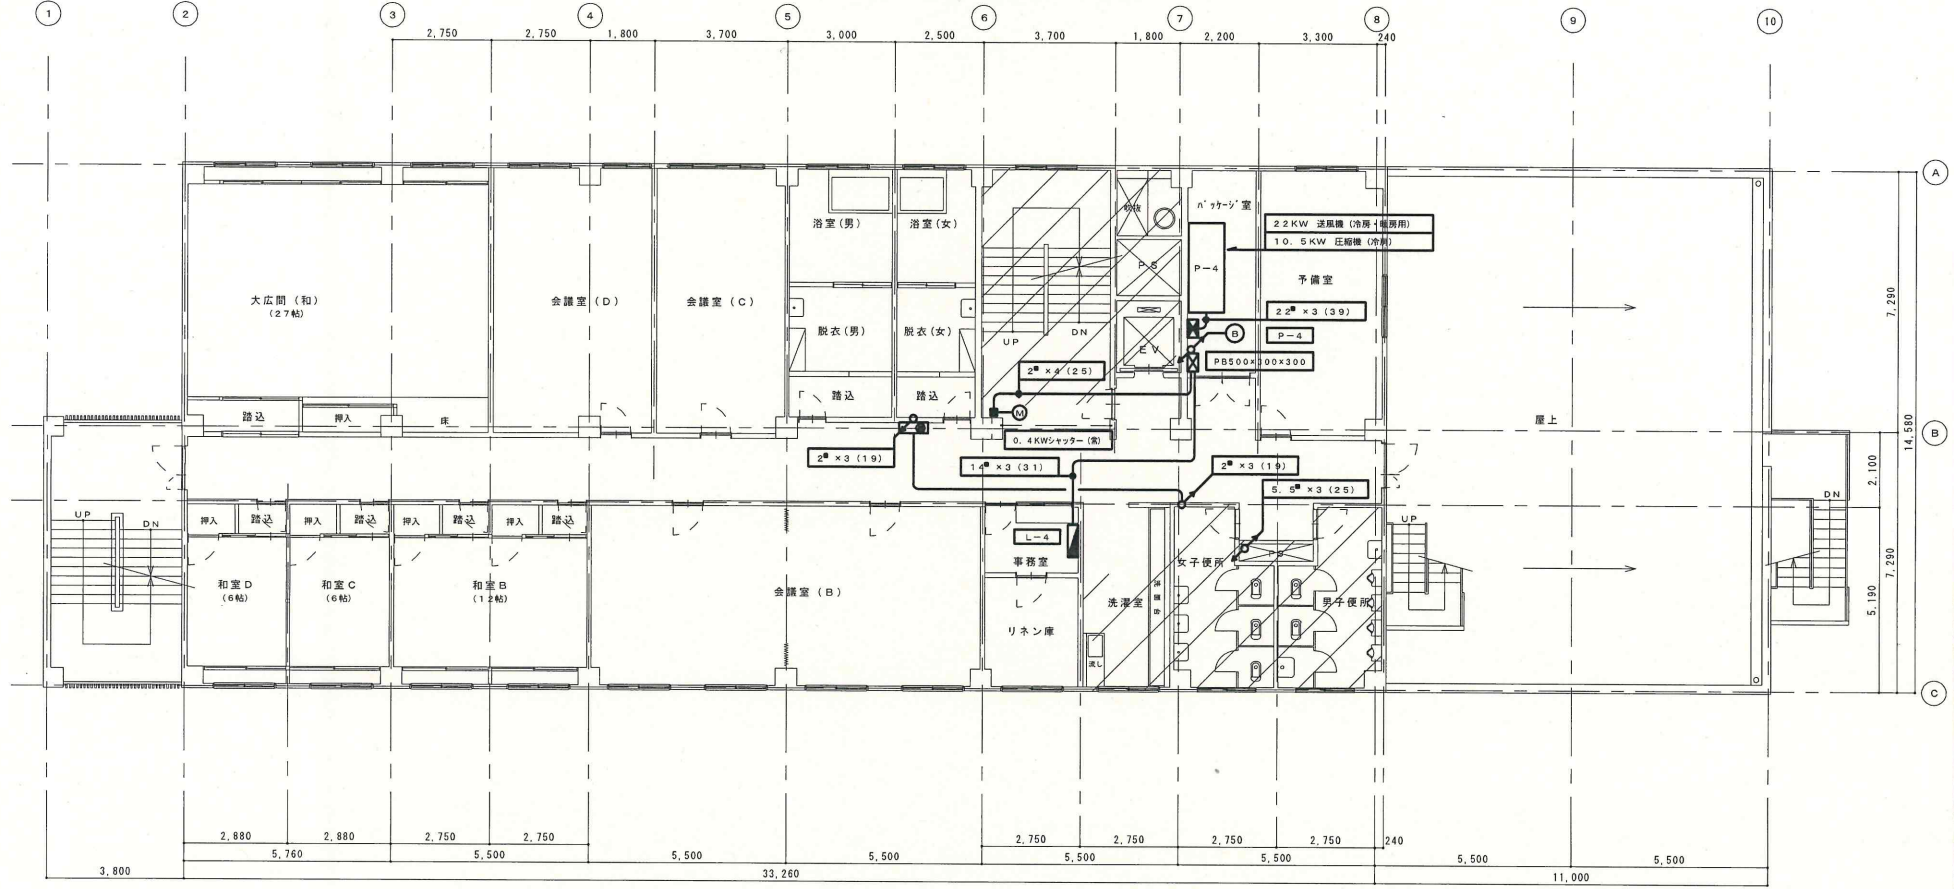 1
2
3
4
5
6
7
8
9
10
2,750
2,750
1,800
3,700
3,000
2,500
3,700
1,800
2,200
3,300
240
A
B
C
7,290
14,580
2,100
7,290
5,190
大広間（和）
（27帖）
会議室（D）
会議室（C）
浴室（男）
浴室（女）
脱衣（男）
脱衣（女）
踏込
押入
床
踏込
踏込
UP
DN
吹抜
PS
EV
パッケージ室
P-4
22KW 送風機（冷房・暖房用）
10.5KW 圧縮機（冷房）
予備室
22□×3（39）
P-4
B
PB500×300×300
2□×4（25）
M
0.4KWシャッター（常）
2□×3（19）
14□×3（31）
2□×3（19）
5.5□×3（25）
屋上
UP
DN
押入
踏込
押入
踏込
押入
踏込
押入
踏込
和室D
（6帖）
和室C
（6帖）
和室B
（12帖）
会議室（B）
L-4
事務室
リネン庫
洗濯室
流し
女子便所
PS
男子便所
UP
DN
2,880
2,880
2,750
2,750
2,750
2,750
2,750
2,750
240
5,760
5,500
5,500
5,500
5,500
5,500
5,500
5,500
3,800
33,260
11,000